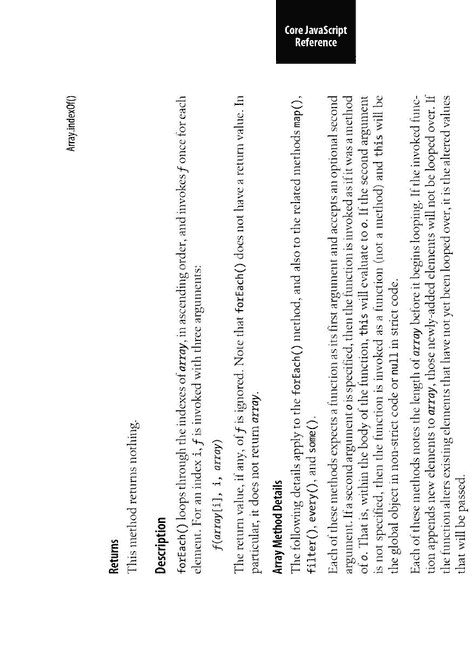 Core JavaScript
Reference
Array.indexOf()
Returns
This method returns nothing.
Description
forEach() loops through the indexes of array, in ascending order, and invokes f once for each
element. For an index i, f is invoked with three arguments:
f(array[i], i, array)
The return value, if any, of f is ignored. Note that forEach() does not have a return value. In
particular, it does not return array.
Array Method Details
The following details apply to the forEach() method, and also to the related methods map(),
filter(), every(), and some().
Each of these methods expects a function as its first argument and accepts an optional second
argument. If a second argument o is specified, then the function is invoked as if it was a method
of o. That is, within the body of the function, this will evaluate to o. If the second argument
is not specified, then the function is invoked as a function (not a method) and this will be
the global object in non-strict code or null in strict code.
Each of these methods notes the length of array before it begins looping. If the invoked func-
tion appends new elements to array, those newly-added elements will not be looped over. If
the function alters existing elements that have not yet been looped over, it is the altered values
that will be passed.